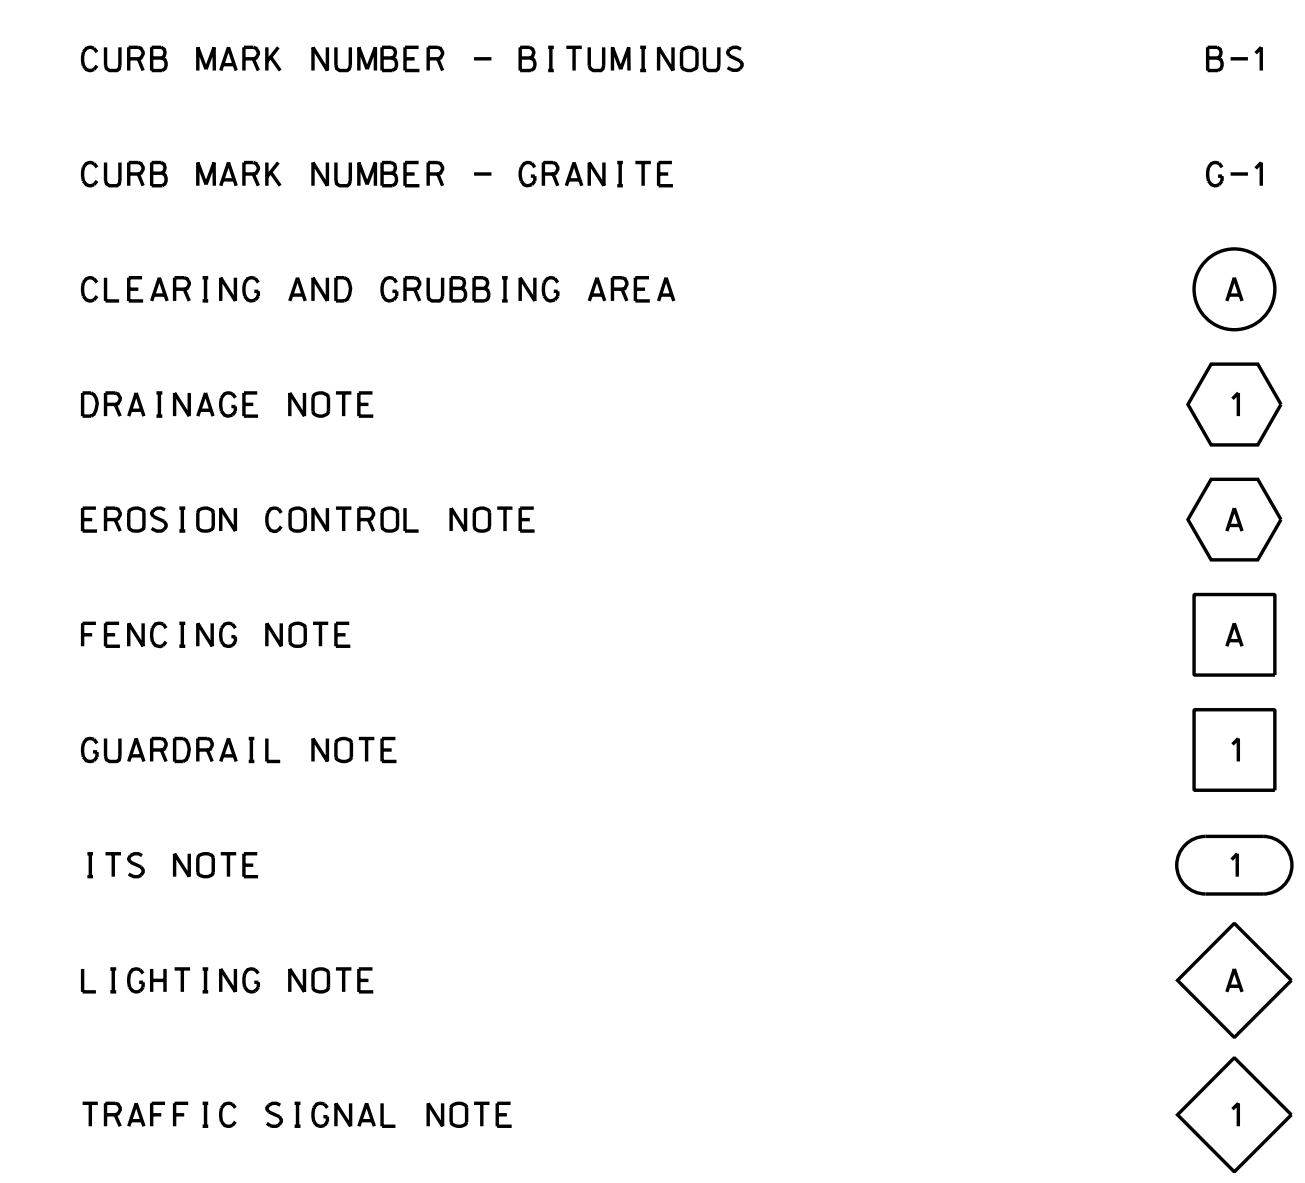 CURB MARK NUMBER - BITUMINOUS B-1
CURB MARK NUMBER - GRANITE G-1
CLEARING AND GRUBBING AREA A
DRAINAGE NOTE 1
EROSION CONTROL NOTE A
FENCING NOTE A
GUARDRAIL NOTE 1
ITS NOTE 1
LIGHTING NOTE A
TRAFFIC SIGNAL NOTE 1